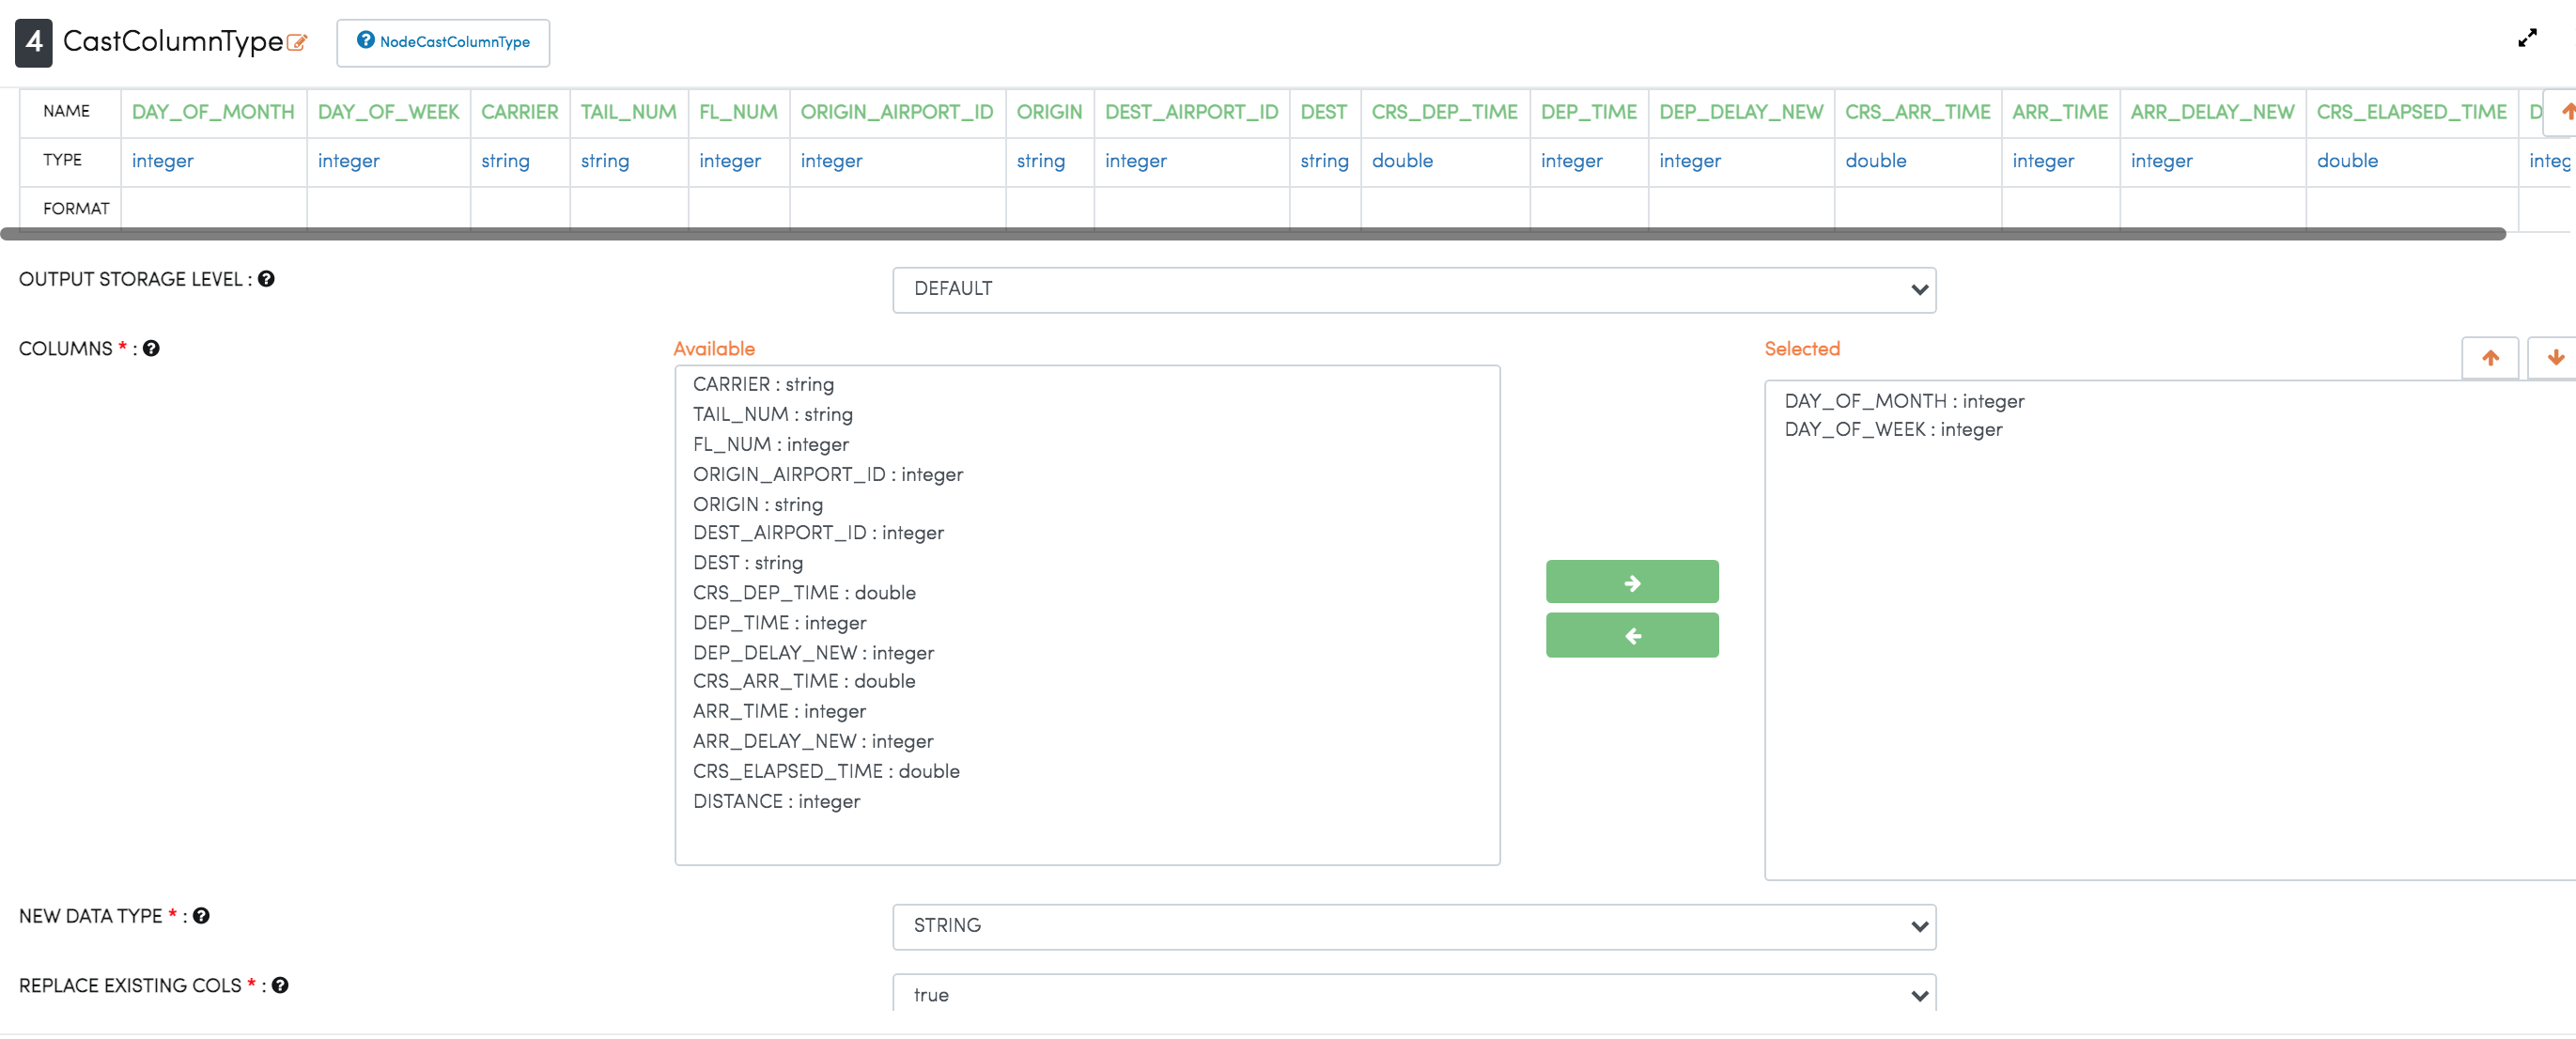 4 CastColumnType NodeCastColumnType
NAME DAY_OF_MONTH DAY_OF_WEEK CARRIER TAIL_NUM FL_NUM ORIGIN_AIRPORT_ID ORIGIN DEST_AIRPORT_ID DEST CRS_DEP_TIME DEP_TIME DEP_DELAY_NEW CRS_ARR_TIME ARR_TIME ARR_DELAY_NEW CRS_ELAPSED_TIME D
TYPE integer integer string string integer integer string integer string double integer integer double integer integer double integ
FORMAT
OUTPUT STORAGE LEVEL : DEFAULT
COLUMNS * : Available Selected
CARRIER : string
TAIL_NUM : string
FL_NUM : integer
ORIGIN_AIRPORT_ID : integer
ORIGIN : string
DEST_AIRPORT_ID : integer
DEST : string
CRS_DEP_TIME : double
DEP_TIME : integer
DEP_DELAY_NEW : integer
CRS_ARR_TIME : double
ARR_TIME : integer
ARR_DELAY_NEW : integer
CRS_ELAPSED_TIME : double
DISTANCE : integer
DAY_OF_MONTH : integer
DAY_OF_WEEK : integer
NEW DATA TYPE * : STRING
REPLACE EXISTING COLS * : true